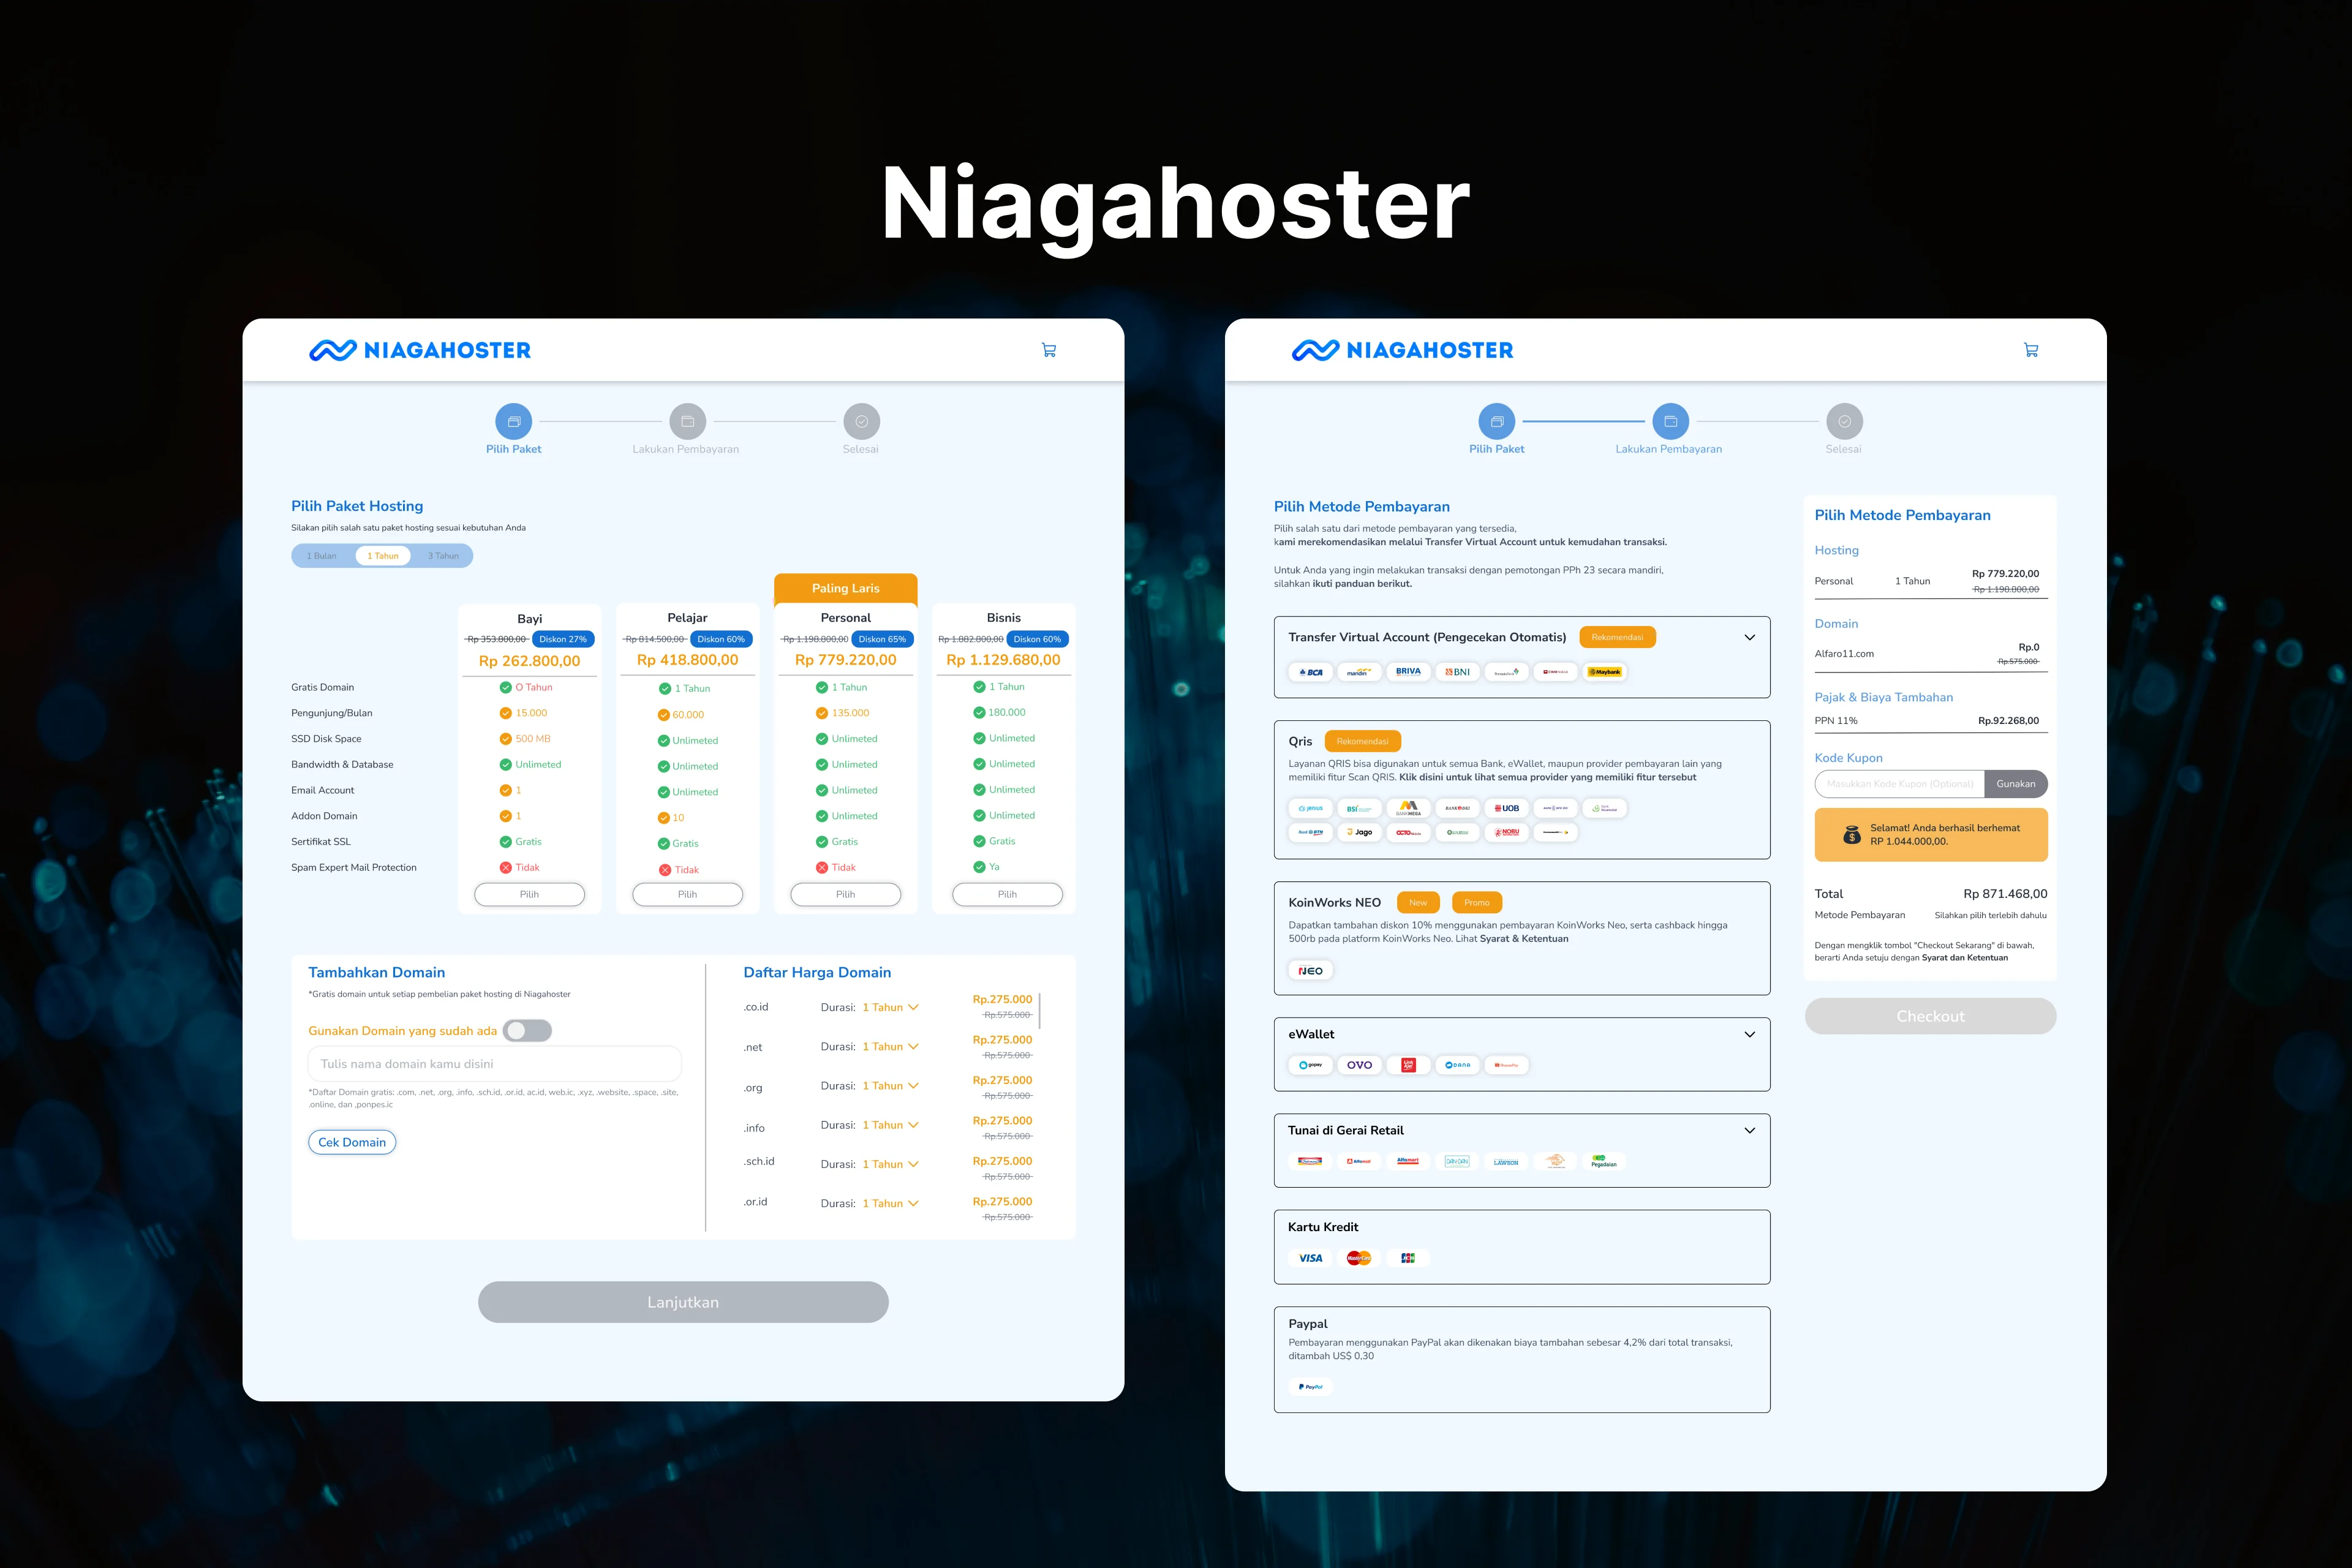 Niagahoster
NIAGAHOSTER
Pilih Paket
Lakukan Pembayaran
Selesai
Pilih Paket Hosting
Silakan pilih salah satu paket hosting sesuai kebutuhan Anda
1 Bulan 1 Tahun 3 Tahun
Paling Laris
Bayi Pelajar Personal Bisnis
Rp 353.800,00 Diskon 27% Rp 814.500,00 Diskon 60% Rp 1.198.000,00 Diskon 65% Rp 1.882.800,00 Diskon 60%
Rp 262.800,00 Rp 418.800,00 Rp 779.220,00 Rp 1.129.680,00
Gratis Domain O Tahun 1 Tahun 1 Tahun 1 Tahun
Pengunjung/Bulan 15.000 60.000 135.000 180.000
SSD Disk Space 500 MB Unlimeted Unlimeted Unlimeted
Bandwidth & Database Unlimeted Unlimeted Unlimeted Unlimeted
Email Account 1 Unlimeted Unlimeted Unlimeted
Addon Domain 1 10 Unlimeted Unlimeted
Sertifikat SSL Gratis Gratis Gratis Gratis
Spam Expert Mail Protection Tidak Tidak Tidak Ya
Pilih Pilih Pilih Pilih
Tambahkan Domain
*Gratis domain untuk setiap pembelian paket hosting di Niagahoster
Gunakan Domain yang sudah ada
Tulis nama domain kamu disini
*Daftar Domain gratis: .com, .net, .org, .info, .sch.id, .or.id, ac.id, web.ic, .xyz, .website, .space, .site,
.online, dan .ponpes.ic
Cek Domain
Daftar Harga Domain
.co.id Durasi: 1 Tahun Rp.275.000
Rp.575.000
.net Durasi: 1 Tahun Rp.275.000
Rp.575.000
.org Durasi: 1 Tahun Rp.275.000
Rp.575.000
.info Durasi: 1 Tahun Rp.275.000
Rp.575.000
.sch.id Durasi: 1 Tahun Rp.275.000
Rp.575.000
.or.id Durasi: 1 Tahun Rp.275.000
Rp.575.000
Lanjutkan
NIAGAHOSTER
Pilih Paket
Lakukan Pembayaran
Selesai
Pilih Metode Pembayaran
Pilih salah satu dari metode pembayaran yang tersedia,
kami merekomendasikan melalui Transfer Virtual Account untuk kemudahan transaksi.
Untuk Anda yang ingin melakukan transaksi dengan pemotongan PPh 23 secara mandiri,
silahkan ikuti panduan berikut.
Transfer Virtual Account (Pengecekan Otomatis) Rekomendasi
BCA mandiri BRIVA BNI Maybank
Qris Rekomendasi
Layanan QRIS bisa digunakan untuk semua Bank, eWallet, maupun provider pembayaran lain yang
memiliki fitur Scan QRIS. Klik disini untuk lihat semua provider yang memiliki fitur tersebut
jenius BSI BANK MEGA BANK DKI UOB
Bank BTN Jago OCTO NOBU
KoinWorks NEO New Promo
Dapatkan tambahan diskon 10% menggunakan pembayaran KoinWorks Neo, serta cashback hingga
500rb pada platform KoinWorks Neo. Lihat Syarat & Ketentuan
NEO
eWallet
gopay OVO DANA ShopeePay
Tunai di Gerai Retail
Alfamidi Alfamart DAN+DAN LAWSON Pegadaian
Kartu Kredit
VISA MasterCard JCB
Paypal
Pembayaran menggunakan PayPal akan dikenakan biaya tambahan sebesar 4,2% dari total transaksi,
ditambah US$ 0,30
PayPal
Pilih Metode Pembayaran
Hosting
Personal 1 Tahun Rp 779.220,00
Rp 1.198.800,00
Domain
Alfaro11.com Rp.0
Rp.575.000
Pajak & Biaya Tambahan
PPN 11% Rp.92.268,00
Kode Kupon
Masukkan Kode Kupon (Optional) Gunakan
Selamat! Anda berhasil berhemat
RP 1.044.000,00.
Total Rp 871.468,00
Metode Pembayaran Silahkan pilih terlebih dahulu
Dengan mengklik tombol "Checkout Sekarang" di bawah,
berarti Anda setuju dengan Syarat dan Ketentuan
Checkout